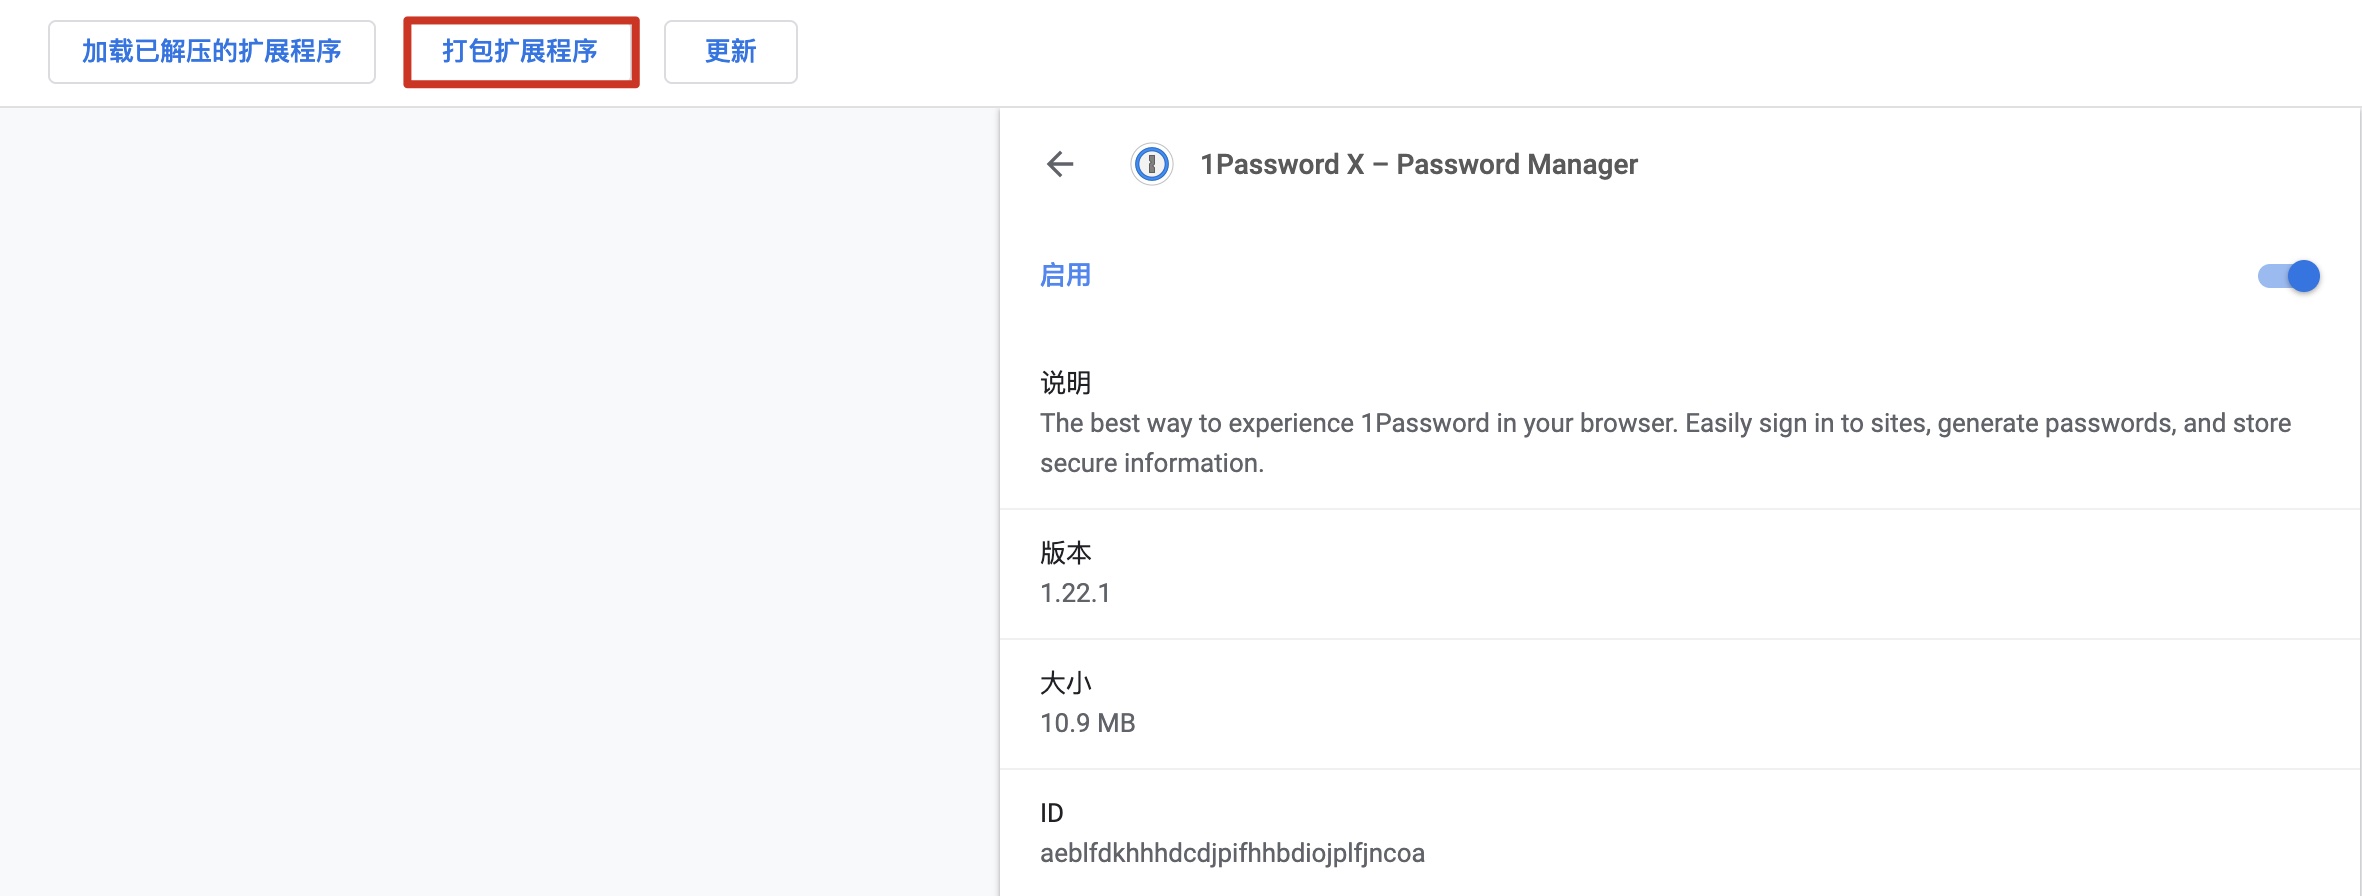 加载已解压的扩展程序
打包扩展程序
更新
1Password X – Password Manager
启用
说明
The best way to experience 1Password in your browser. Easily sign in to sites, generate passwords, and store
secure information.
版本
1.22.1
大小
10.9 MB
ID
aeblfdkhhhdcdjpifhhbdiojplfjncoa